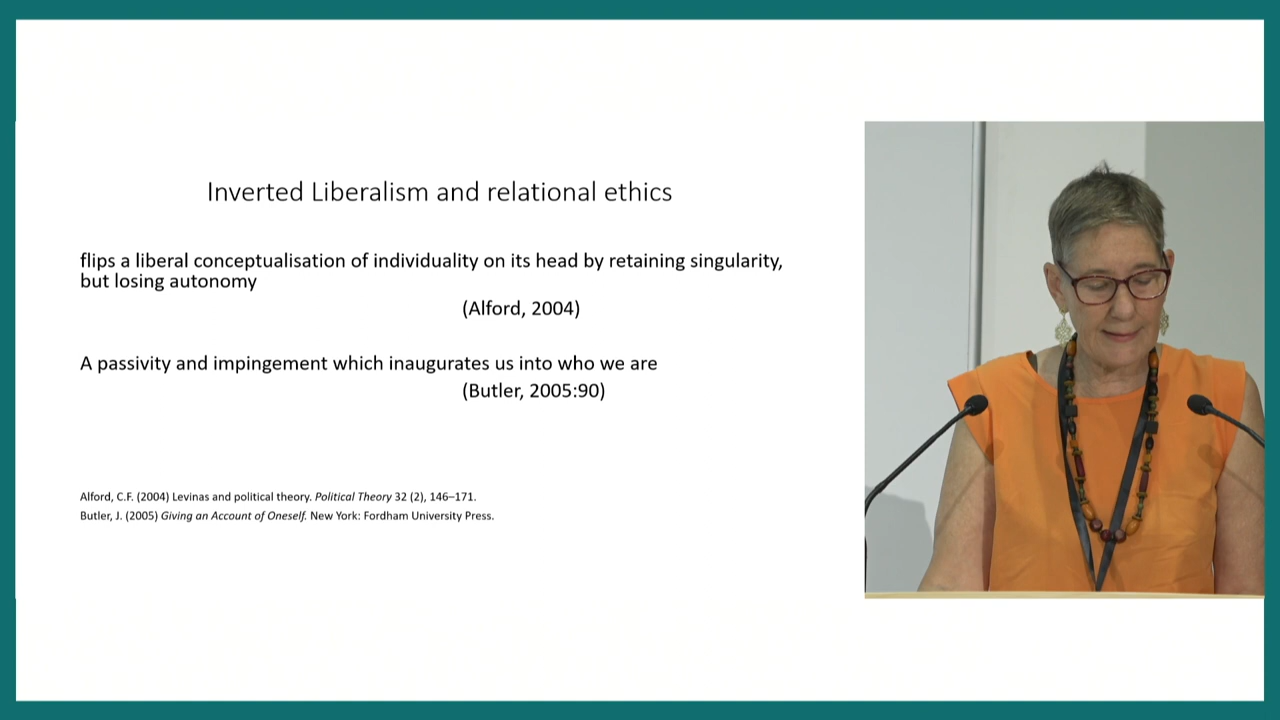 Inverted Liberalism and relational ethics
flips a liberal conceptualisation of individuality on its head by retaining singularity,
but losing autonomy
(Alford, 2004)
A passivity and impingement which inaugurates us into who we are
(Butler, 2005:90)
Alford, C.F. (2004) Levinas and political theory. Political Theory 32 (2), 146–171.
Butler, J. (2005) Giving an Account of Oneself. New York: Fordham University Press.